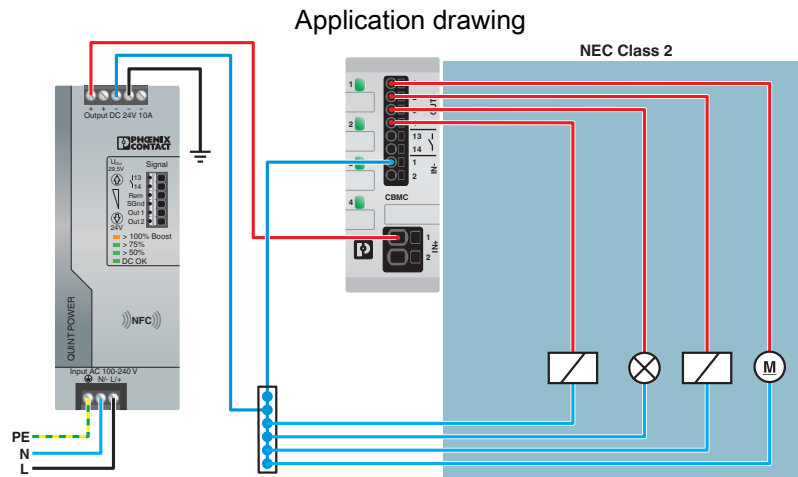 Application drawing
NEC Class 2
+ + - - -
Output DC 24V 10A
PHŒNIX
CONTACT
UOut
29,5V
24V
Signal
13
14
Rem
SGnd
Out 1
Out 2
> 100% Boost
> 75%
> 50%
DC OK
QUINT POWER
NFC
Input AC 100-240 V
N/- L/+
PE
N
L
1
2
3
4
OUT
13
14
1
2
IN-
CBMC
1
2
IN+
M